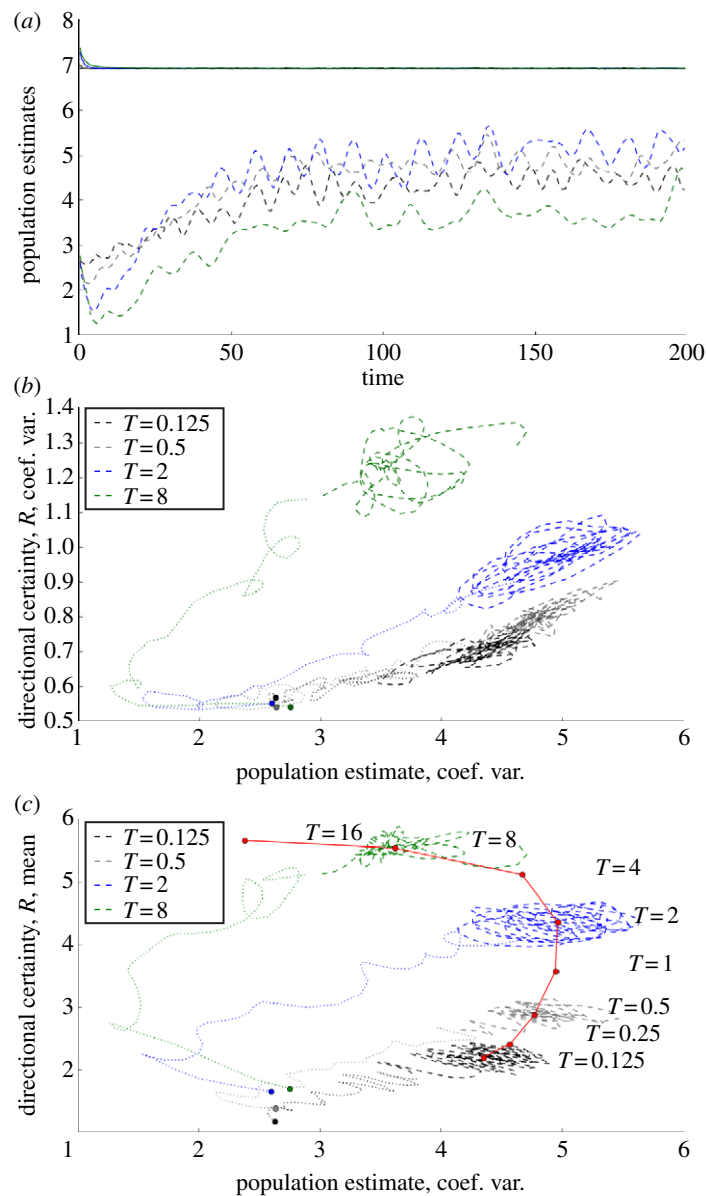 (a)
8
7
6
5
4
3
2
1
population estimates
0
50
100
150
200
time
(b)
1.4
1.3
1.2
1.1
1.0
0.9
0.8
0.7
0.6
0.5
directional certainty, R, coef. var.
T = 0.125
T = 0.5
T = 2
T = 8
1
2
3
4
5
6
population estimate, coef. var.
(c)
6
5
4
3
2
directional certainty, R, mean
T = 0.125
T = 0.5
T = 2
T = 8
T = 16
T = 8
T = 4
T = 2
T = 1
T = 0.5
T = 0.25
T = 0.125
1
2
3
4
5
6
population estimate, coef. var.